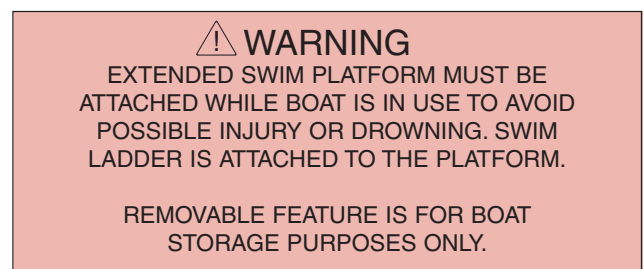 WARNING
EXTENDED SWIM PLATFORM MUST BE
ATTACHED WHILE BOAT IS IN USE TO AVOID
POSSIBLE INJURY OR DROWNING. SWIM
LADDER IS ATTACHED TO THE PLATFORM.
REMOVABLE FEATURE IS FOR BOAT
STORAGE PURPOSES ONLY.